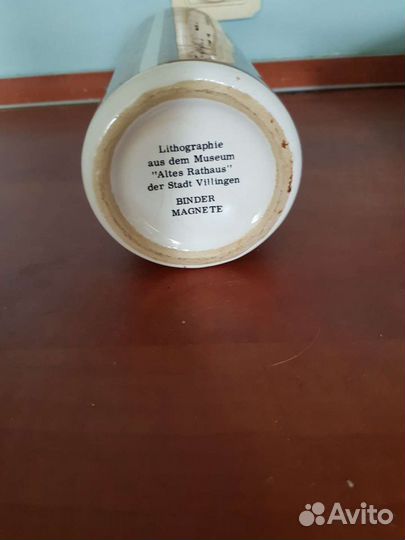 Lithographie
aus dem Museum
"Altes Rathaus"
der Stadt Villingen
BINDER
MAGNETE
Avito